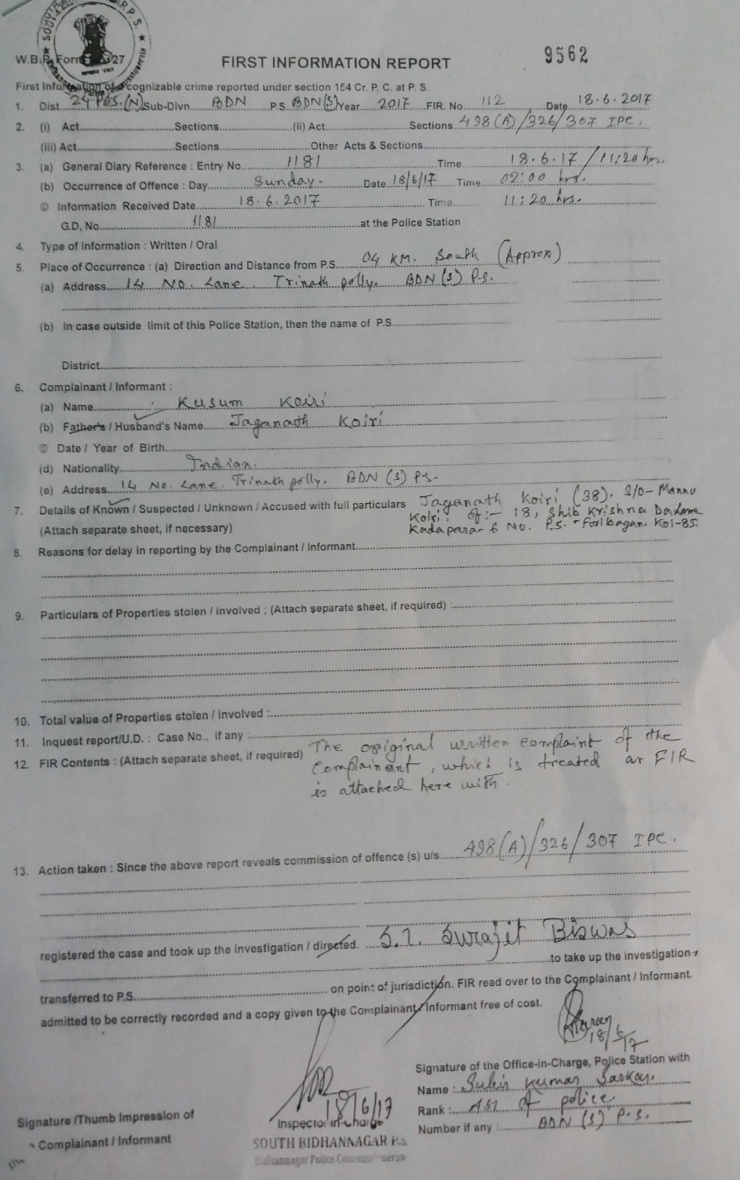 SOUTH P.S.
W.B.P. Form 27
FIRST INFORMATION REPORT
9562
First Information of cognizable crime reported under section 154 Cr. P. C. at P. S.
1. Dist 24 PGS.(N) Sub-Divn BDN P.S. BDN(S) Year 2017 FIR. No. 112 Date 18.6.2017
2. (i) Act Sections (ii) Act Sections 498(A)/326/307 IPC.
(iii) Act Sections Other Acts & Sections
3. (a) General Diary Reference : Entry No 1181 Time 18.6.17 / 11:20 hrs.
(b) Occurrence of Offence : Day Sunday. Date 18/6/17 Time 02:00 hrs.
© Information Received Date 18.6.2017 Time 11:20 hrs.
G.D, No. 1181 at the Police Station
4. Type of information : Written / Oral
5. Place of Occurrence : (a) Direction and Distance from P.S. 04 KM. South (Approx)
(a) Address 14 No. Lane. Trinath polly. BDN (S) P.S.
(b) In case outside limit of this Police Station, then the name of P.S
District
6. Complainant / Informant :
(a) Name Kusum Koiri
(b) Father's / Husband's Name Jaganath Koiri
© Date / Year of Birth
(d) Nationality Indian.
(e) Address 14 No. Lane. Trinath polly. BDN (S) PS.
7. Details of Known / Suspected / Unknown / Accused with full particulars Jaganath Koiri (38). S/O- Mannu
Koiri. of:- 18, Shib Krishna
(Attach separate sheet, if necessary) Kadapara 6 No. P.S. - Foolbagan. Kol-85.
8. Reasons for delay in reporting by the Complainant / Informant
9. Particulars of Properties stolen / involved ; (Attach separate sheet, if required) :
10. Total value of Properties stolen / involved :
11. Inquest report/U.D. : Case No., if any :
12. FIR Contents : (Attach separate sheet, if required) The original written complaint of the
Complainant, which is treated as FIR
is attached here with.
13. Action taken : Since the above report reveals commission of offence (s) u/s 498(A)/326/307 IPC.
registered the case and took up the investigation / directed. S.I. Surajit Biswas
to take up the investigation
transferred to P.S. on point of jurisdiction. FIR read over to the Complainant / Informant.
admitted to be correctly recorded and a copy given to the Complainant / Informant free of cost.
18/6/17
Signature of the Office-in-Charge, Police Station with
Name : Subir Kumar Sarkar.
Rank : ASI of police
Number if any : BDN (S) P.S.
18/6/17
Inspector in-Charge
SOUTH BIDHANNAGAR P.S.
Bidhannagar Police
Signature /Thumb Impression of
Complainant / Informant